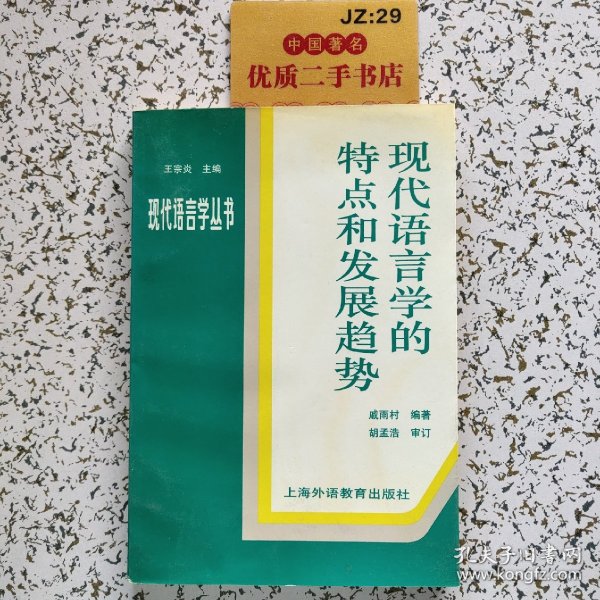 JZ:29
中国著名
优质二手书店
王宗炎 主编
现代语言学丛书
现代语言学的
特点和发展趋势
戚雨村 编著
胡孟浩 审订
上海外语教育出版社
孔夫子旧书网
www.kongfz.com